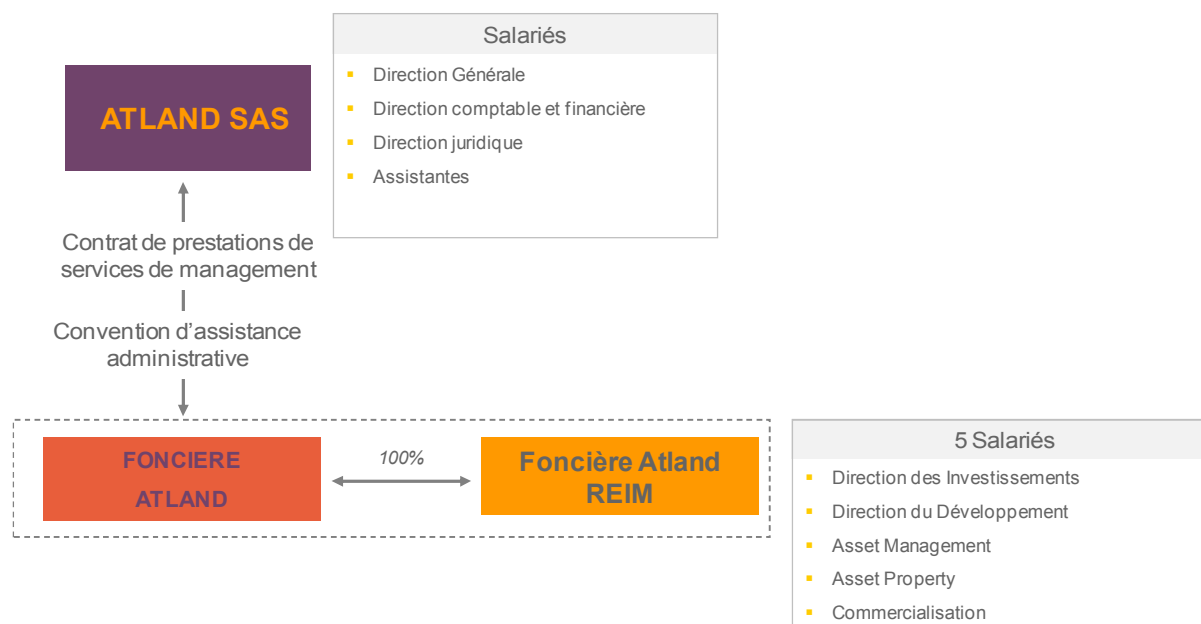 Salariés
Direction Générale
Direction comptable et financière
Direction juridique
Assistantes
ATLAND SAS
Contrat de prestations de
services de management
Convention d’assistance
administrative
FONCIERE
ATLAND
100%
Foncière Atland
REIM
5 Salariés
Direction des Investissements
Direction du Développement
Asset Management
Asset Property
Commercialisation